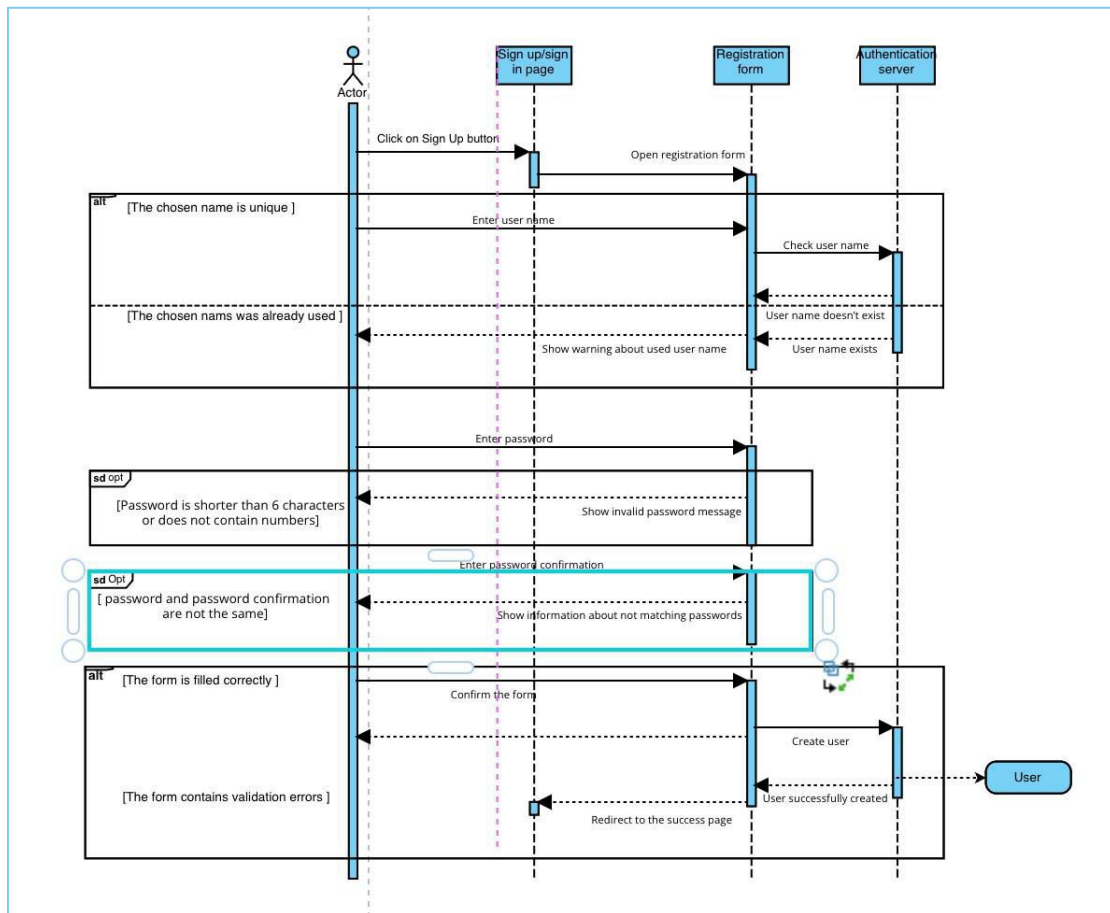 Sign up/sign
in page
Registration
form
Authentication
server
Actor
Click on Sign Up button
Open registration form
alt
[The chosen name is unique ]
Enter user name
Check user name
User name doesn't exist
[The chosen nams was already used ]
Show warning about used user name
User name exists
Enter password
sd opt
[Password is shorter than 6 characters
or does not contain numbers]
Show invalid password message
Enter password confirmation
sd Opt
[ password and password confirmation
are not the same]
Show information about not matching passwords
alt
[The form is filled correctly ]
Confirm the form
Create user
User
[The form contains validation errors ]
User successfully created
Redirect to the success page